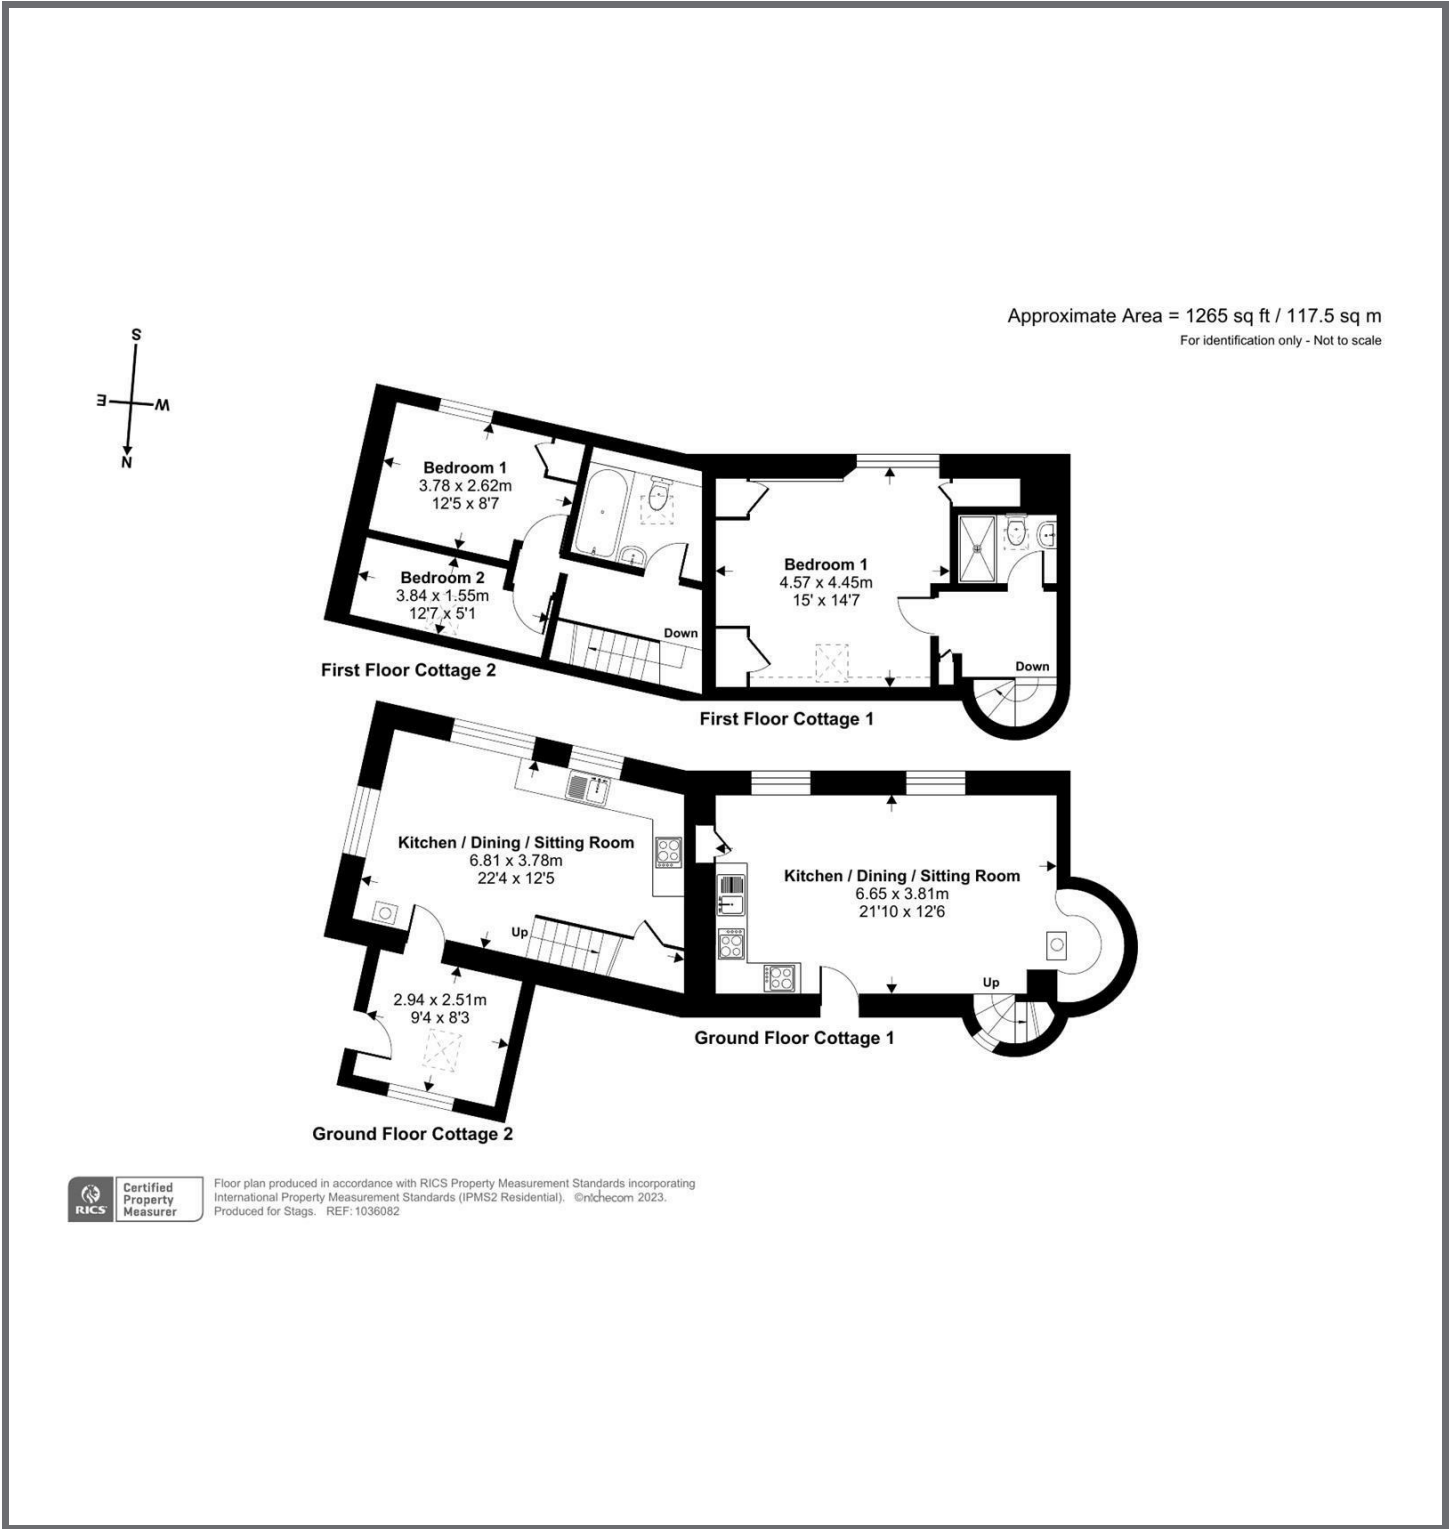 Approximate Area = 1265 sq ft / 117.5 sq m
For identification only - Not to scale
S
E W
N
Bedroom 1
3.78 x 2.62m
12'5 x 8'7
Bedroom 2
3.84 x 1.55m
12'7 x 5'1
Down
First Floor Cottage 2
Bedroom 1
4.57 x 4.45m
15' x 14'7
Down
First Floor Cottage 1
Kitchen / Dining / Sitting Room
6.81 x 3.78m
22'4 x 12'5
Up
2.94 x 2.51m
9'4 x 8'3
Ground Floor Cottage 2
Kitchen / Dining / Sitting Room
6.65 x 3.81m
21'10 x 12'6
Up
Ground Floor Cottage 1
RICS
Certified
Property
Measurer
Floor plan produced in accordance with RICS Property Measurement Standards incorporating
International Property Measurement Standards (IPMS2 Residential). ©nichecom 2023.
Produced for Stags. REF: 1036082